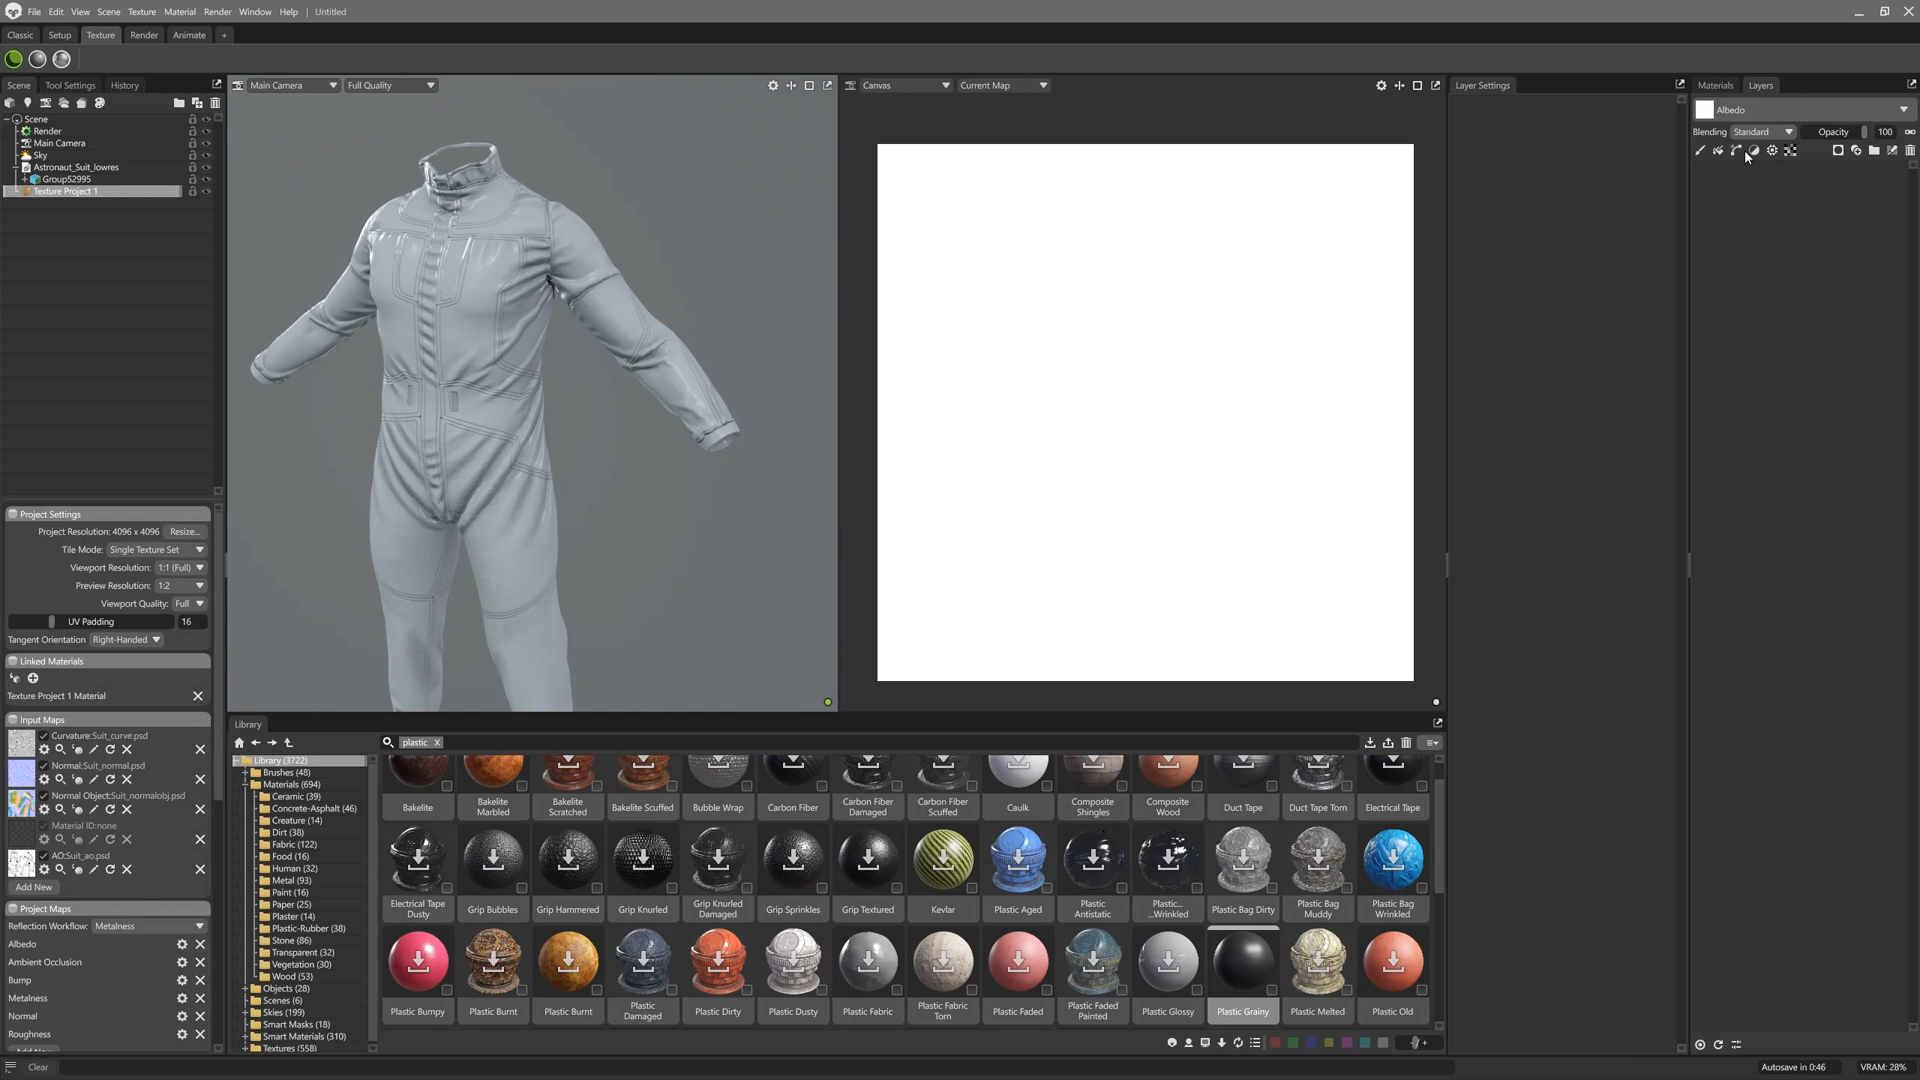 File Edit View Scene Texture Material Render Window Help Untitled
Classic Setup Texture Render Animate +
Scene Tool Settings History
Main Camera Full Quality
Canvas Current Map
Layer Settings
Materials Layers
Albedo
Blending Standard Opacity 100
Scene
Render
Main Camera
Sky
Astronaut_Suit_lowres
Group52995
Texture Project 1
Project Settings
Project Resolution: 4096 x 4096 Resize...
Tile Mode: Single Texture Set
Viewport Resolution: 1:1 (Full)
Preview Resolution: 1:2
Viewport Quality: Full
UV Padding 16
Tangent Orientation Right-Handed
Linked Materials
Texture Project 1 Material
Input Maps
Curvature:Suit_curve.psd
Normal:Suit_normal.psd
Normal Object:Suit_normalobj.psd
Material ID:none
AO:Suit_ao.psd
Add New
Project Maps
Reflection Workflow: Metalness
Albedo
Ambient Occlusion
Bump
Metalness
Normal
Roughness
Library
plastic X
Library (3722)
Brushes (48)
Materials (694)
Ceramic (39)
Concrete-Asphalt (46)
Creature (14)
Dirt (38)
Fabric (122)
Food (16)
Human (32)
Metal (93)
Paint (16)
Paper (25)
Plaster (14)
Plastic-Rubber (38)
Stone (86)
Transparent (32)
Vegetation (30)
Wood (53)
Objects (28)
Scenes (6)
Skies (199)
Smart Masks (18)
Smart Materials (310)
Textures (558)
Bakelite
Bakelite Marbled
Bakelite Scratched
Bakelite Scuffed
Bubble Wrap
Carbon Fiber
Carbon Fiber Damaged
Carbon Fiber Scuffed
Caulk
Composite Shingles
Composite Wood
Duct Tape
Duct Tape Torn
Electrical Tape
Electrical Tape Dusty
Grip Bubbles
Grip Hammered
Grip Knurled
Grip Knurled Damaged
Grip Sprinkles
Grip Textured
Kevlar
Plastic Aged
Plastic Antistatic
Plastic... ...Wrinkled
Plastic Bag Dirty
Plastic Bag Muddy
Plastic Bag Wrinkled
Plastic Bumpy
Plastic Burnt
Plastic Burnt
Plastic Damaged
Plastic Dirty
Plastic Dusty
Plastic Fabric
Plastic Fabric Torn
Plastic Faded
Plastic Faded Painted
Plastic Glossy
Plastic Grainy
Plastic Melted
Plastic Old
Clear
Autosave in 0:46 VRAM: 28%